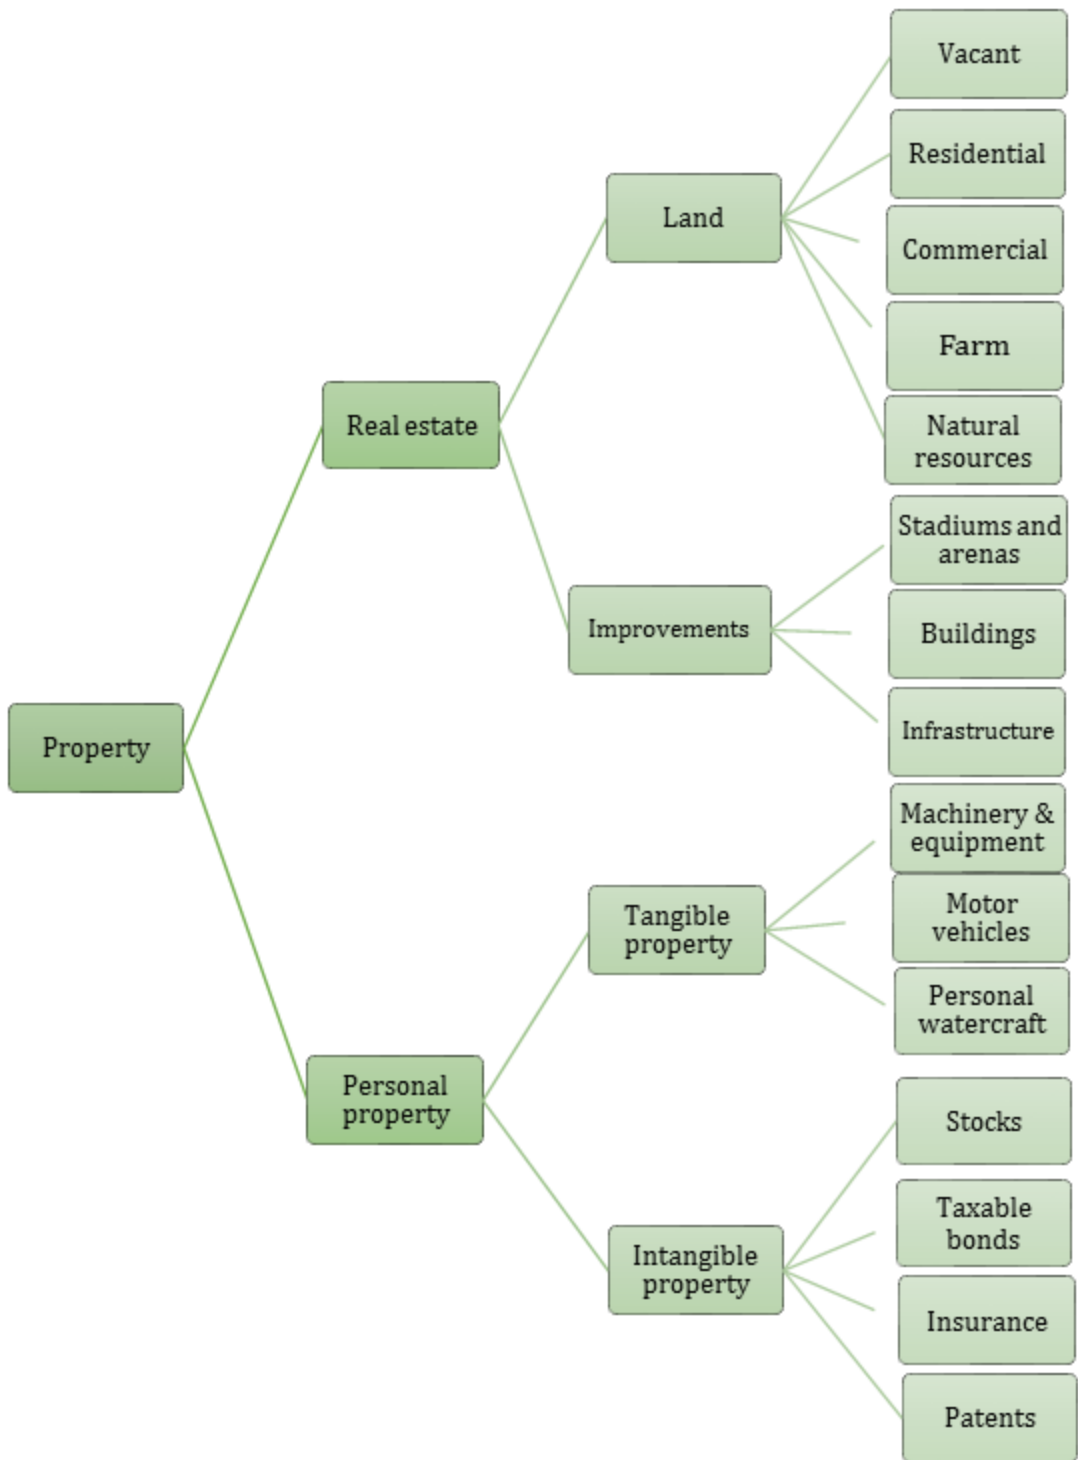 Property
Real estate
Land
Vacant
Residential
Commercial
Farm
Natural
resources
Improvements
Stadiums and
arenas
Buildings
Infrastructure
Personal
property
Tangible
property
Machinery &
equipment
Motor
vehicles
Personal
watercraft
Intangible
property
Stocks
Taxable
bonds
Insurance
Patents